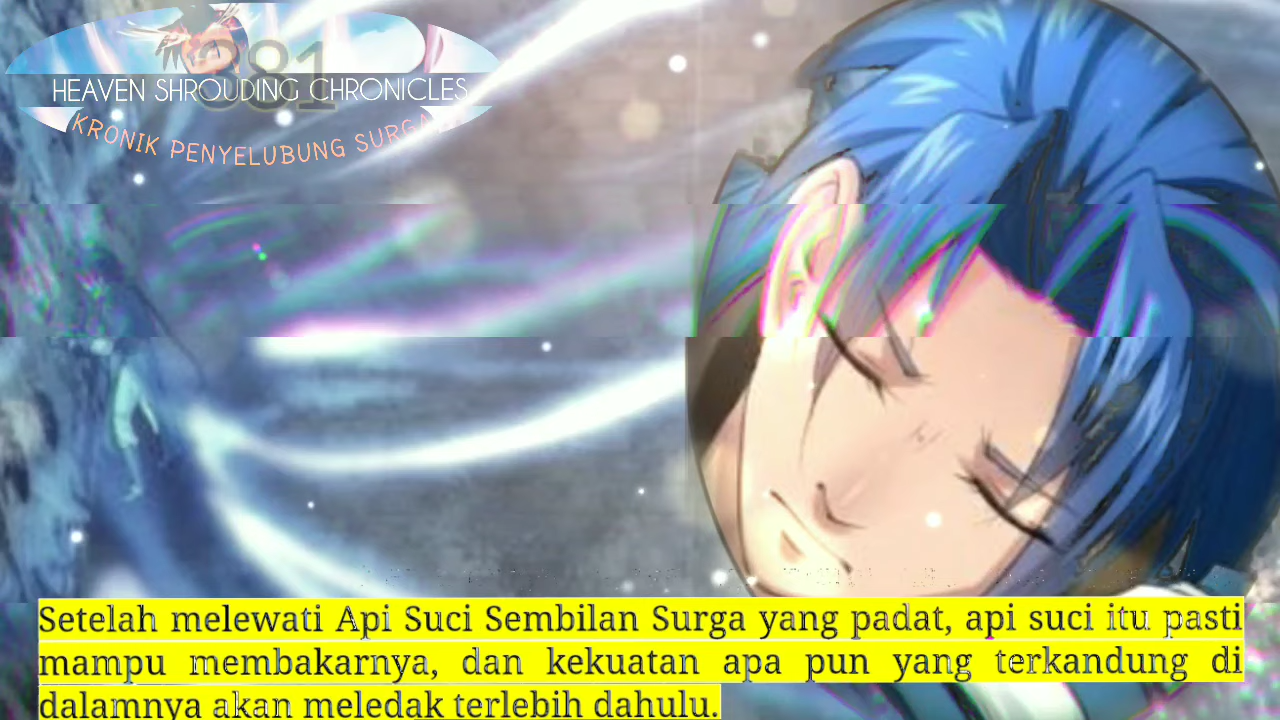 381
HEAVEN SHROUDING CHRONICLES
KRONIK PENYELUBUNG SURGA
Setelah melewati Api Suci Sembilan Surga yang padat, api suci itu pasti
mampu membakarnya, dan kekuatan apa pun yang terkandung di
dalamnya akan meledak terlebih dahulu.